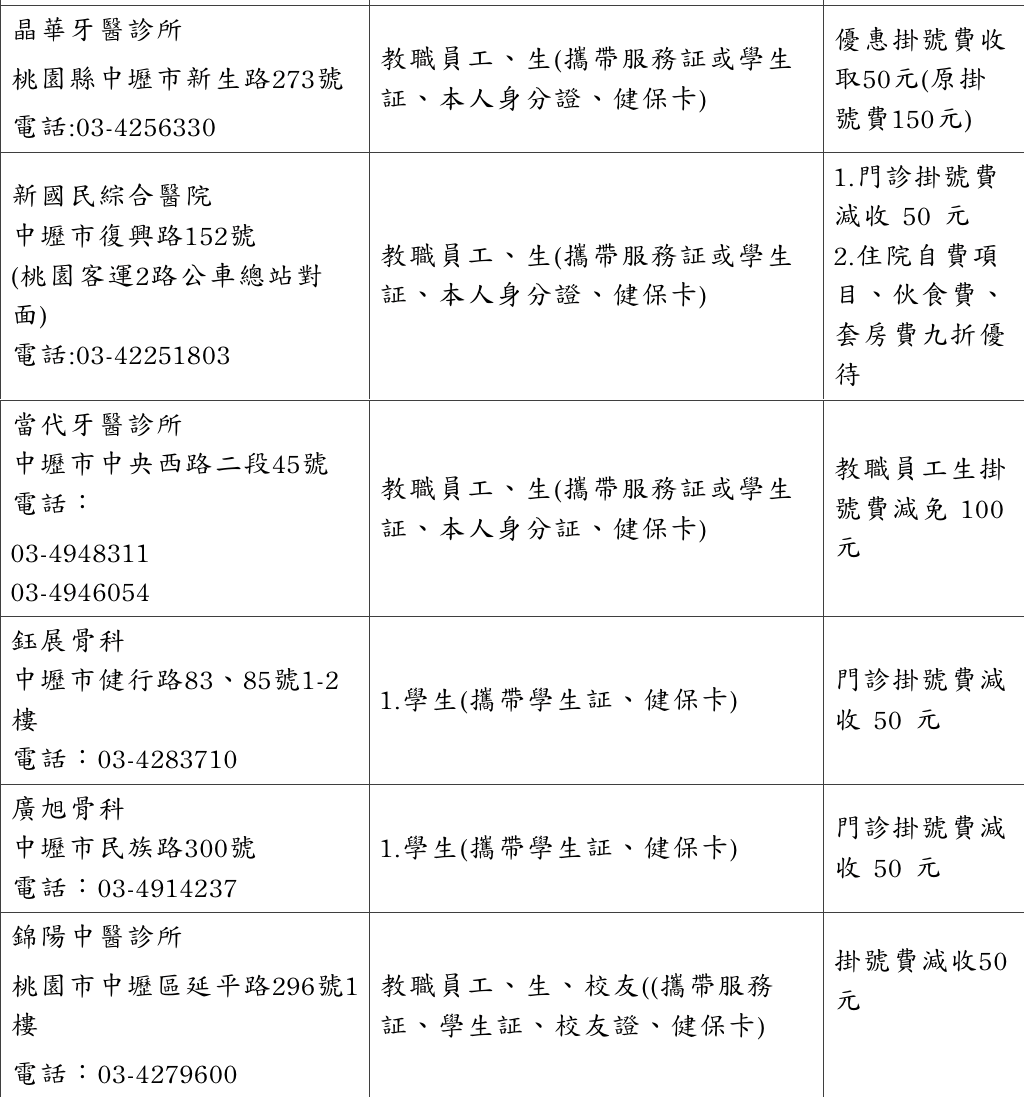 晶華牙醫診所
桃園縣中壢市新生路273號
電話:03-4256330
教職員工、生(攜帶服務証或學生
証、本人身分證、健保卡)
優惠掛號費收
取50元(原掛
號費150元)
新國民綜合醫院
中壢市復興路152號
(桃園客運2路公車總站對
面)
電話:03-42251803
教職員工、生(攜帶服務証或學生
証、本人身分證、健保卡)
1.門診掛號費
減收 50 元
2.住院自費項
目、伙食費、
套房費九折優
待
當代牙醫診所
中壢市中央西路二段45號
電話：
03-4948311
03-4946054
教職員工、生(攜帶服務証或學生
証、本人身分証、健保卡)
教職員工生掛
號費減免 100
元
鈺展骨科
中壢市健行路83、85號1-2
樓
電話：03-4283710
1.學生(攜帶學生証、健保卡)
門診掛號費減
收 50 元
廣旭骨科
中壢市民族路300號
電話：03-4914237
1.學生(攜帶學生証、健保卡)
門診掛號費減
收 50 元
錦陽中醫診所
桃園市中壢區延平路296號1
樓
電話：03-4279600
教職員工、生、校友((攜帶服務
証、學生証、校友證、健保卡)
掛號費減收50
元